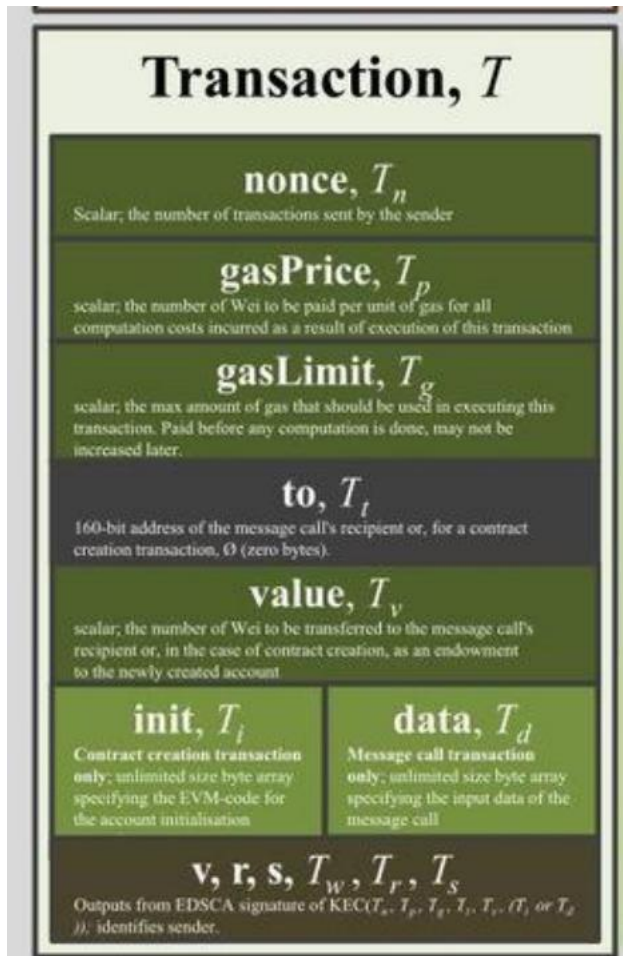 Transaction, T
nonce, Tn
Scalar; the number of transactions sent by the sender
gasPrice, Tp
scalar; the number of Wei to be paid per unit of gas for all
computation costs incurred as a result of execution of this transaction
gasLimit, Tg
scalar; the max amount of gas that should be used in executing this
transaction. Paid before any computation is done, may not be
increased later.
to, Tt
160-bit address of the message call's recipient or, for a contract
creation transaction, Ø (zero bytes).
value, Tv
scalar; the number of Wei to be transferred to the message call's
recipient or, in the case of contract creation, as an endowment
to the newly created account
init, Ti
Contract creation transaction
only; unlimited size byte array
specifying the EVM-code for
the account initialisation
data, Td
Message call transaction
only; unlimited size byte array
specifying the input data of the
message call
v, r, s, Tw, Tr, Ts
Outputs from EDSCA signature of KEC(Tn, Tp, Tg, Tt, Tv, (Ti or Td
)); identifies sender.